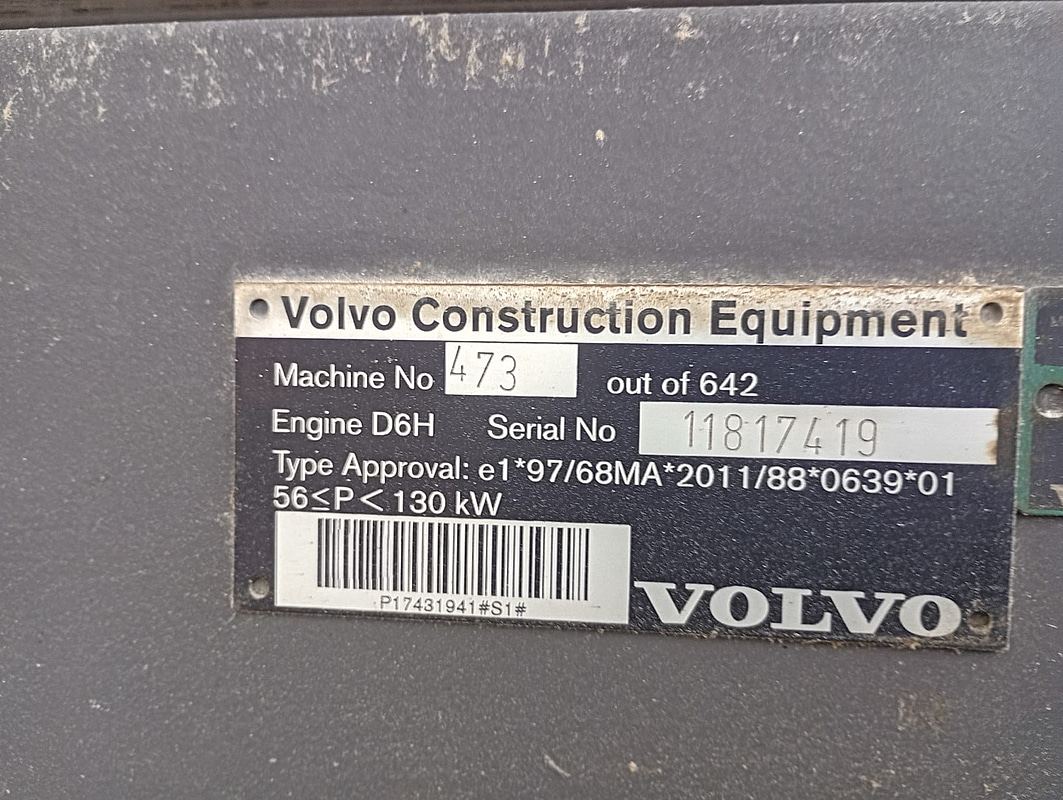 Volvo Construction Equipment
Machine No 473 out of 642
Engine D6H Serial No 11817419
Type Approval: e1*97/68MA*2011/88*0639*01
56≤P<130 kW
P17431941#S1#
VOLVO